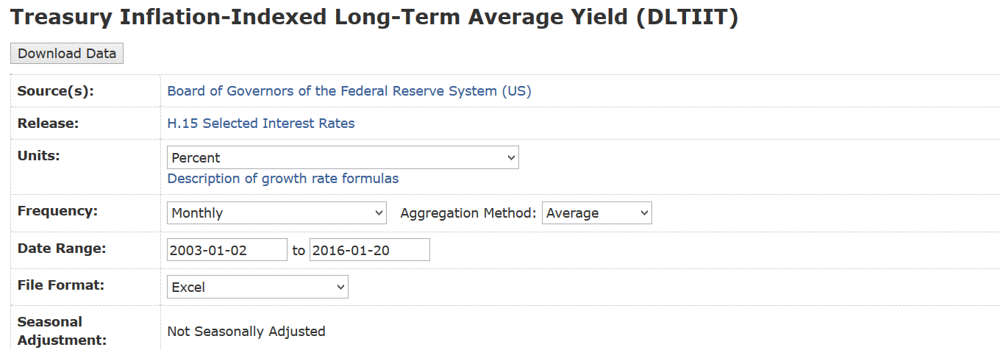 Treasury Inflation-Indexed Long-Term Average Yield (DLTIIT)
Download Data
Source(s): Board of Governors of the Federal Reserve System (US)
Release: H.15 Selected Interest Rates
Units: Percent
Description of growth rate formulas
Frequency: Monthly Aggregation Method: Average
Date Range: 2003-01-02 to 2016-01-20
File Format: Excel
Seasonal
Adjustment: Not Seasonally Adjusted